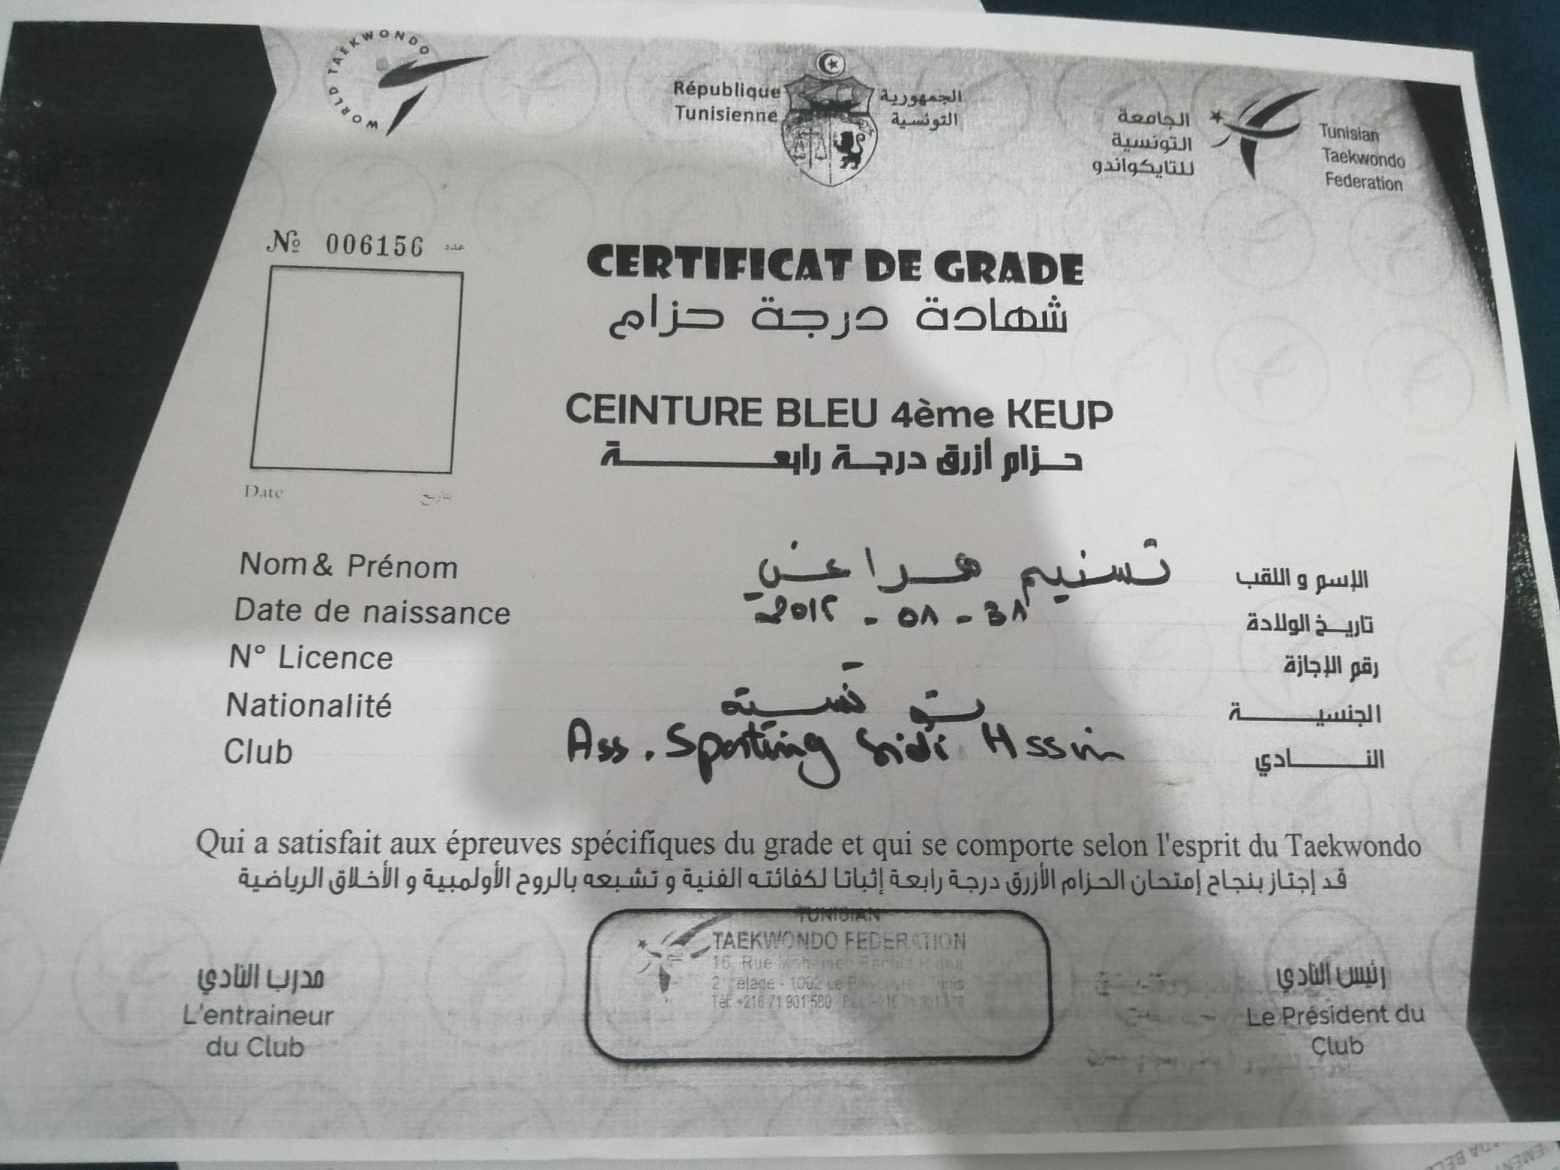 WORLD TAEKWONDO
République
Tunisienne
الجمهورية
التونسية
الجامعة
التونسية
للتايكواندو
Tunisian
Taekwondo
Federation
№ 006156 عدد
CERTIFICAT DE GRADE
شهادة درجة حزام
CEINTURE BLEU 4ème KEUP
حزام أزرق درجة رابعة
Date تاريخ
Nom & Prénom تسنيم الإسم و اللقب
Date de naissance تاريخ الولادة
N° Licence رقم الإجازة
Nationalité تونسية الجنسية
Club Ass. Sporting Sidi Hssin النادي
Qui a satisfait aux épreuves spécifiques du grade et qui se comporte selon l'esprit du Taekwondo
قد إجتاز بنجاح إمتحان الحزام الأزرق درجة رابعة إثباتا لكفائته الفنية و تشبعه بالروح الأولمبية و الأخلاق الرياضية
TUNISIAN
TAEKWONDO FEDERATION
مدرب النادي
L'entraineur
du Club
رئيس النادي
Le Président du
Club